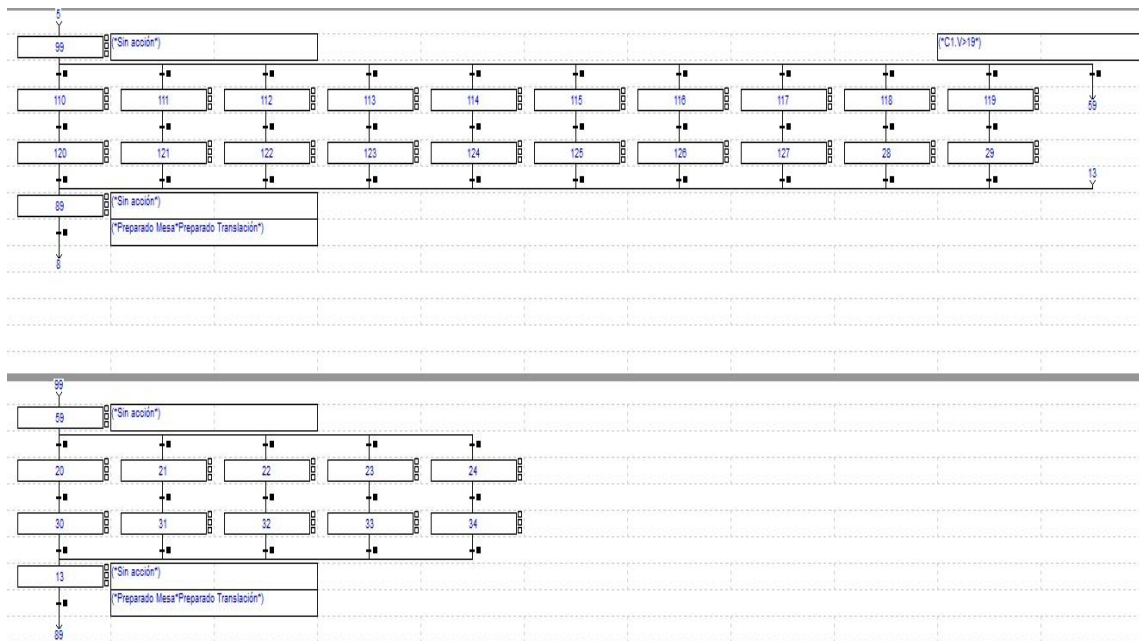 5
99 (*Sin acción*) (*C1.V>19*)
110 111 112 113 114 115 116 117 118 119 59
120 121 122 123 124 125 126 127 28 29
13
89 (*Sin acción*)
(*Preparado Mesa*Preparado Translación*)
8
99
59 (*Sin acción*)
20 21 22 23 24
30 31 32 33 34
13 (*Sin acción*)
(*Preparado Mesa*Preparado Translación*)
89